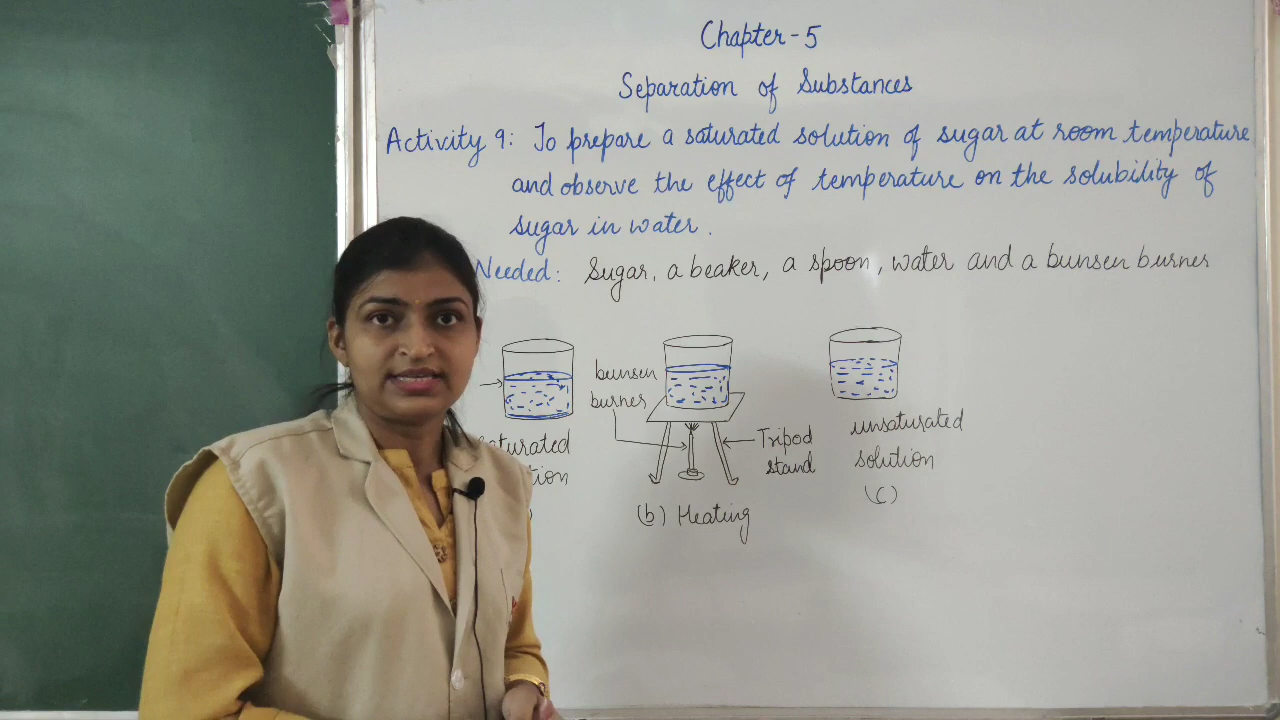 Chapter-5
Separation of Substances
Activity 9: To prepare a saturated solution of sugar at room temperature
and observe the effect of temperature on the solubility of
sugar in water.
Needed: Sugar, a beaker, a spoon, water and a bunsen burner
bunsen
burner
Tripod
stand
(b) Heating
unsaturated
solution
(C)